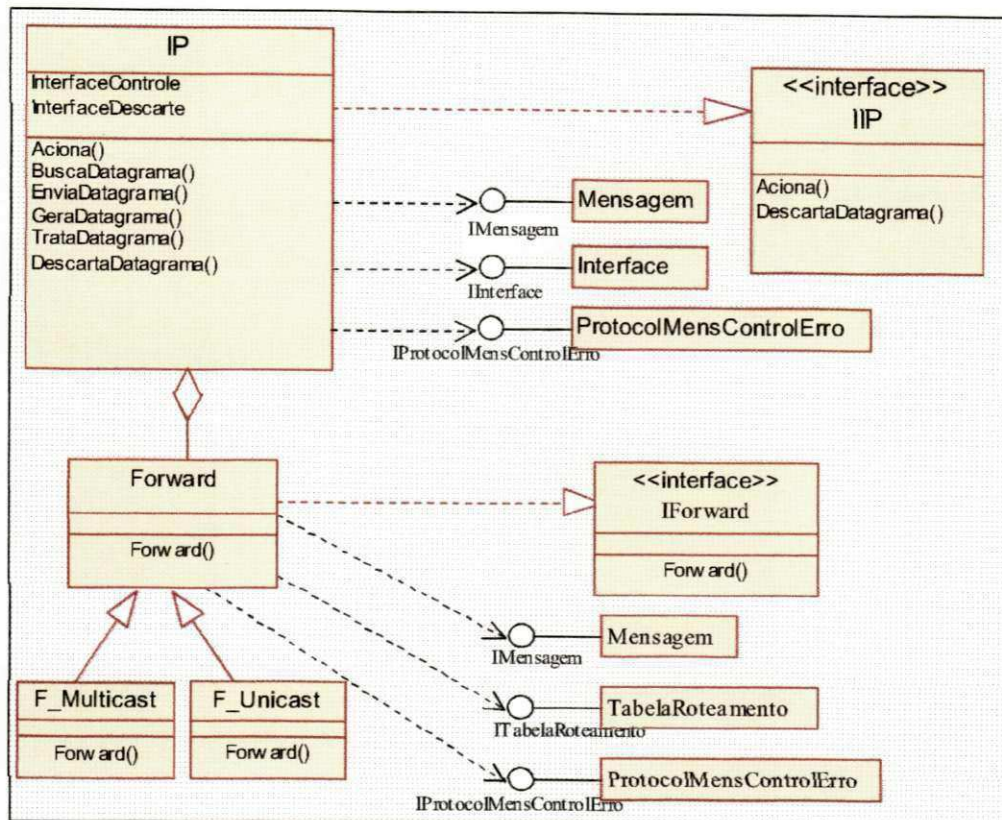 IP
InterfaceControle
InterfaceDescarte
Aciona()
BuscaDatagrama()
EnviaDatagrama()
GeraDatagrama()
TrataDatagrama()
DescartaDatagrama()
<<interface>>
IIP
Aciona()
DescartaDatagrama()
Mensagem
IMensagem
Interface
IInterface
ProtocolMensControlErro
IProtocolMensControlErro
Forward
Forward()
<<interface>>
IForward
Forward()
Mensagem
IMensagem
F_Multicast
Forward()
F_Unicast
Forward()
TabelaRoteamento
ITabelaRoteamento
ProtocolMensControlErro
IProtocolMensControlErro